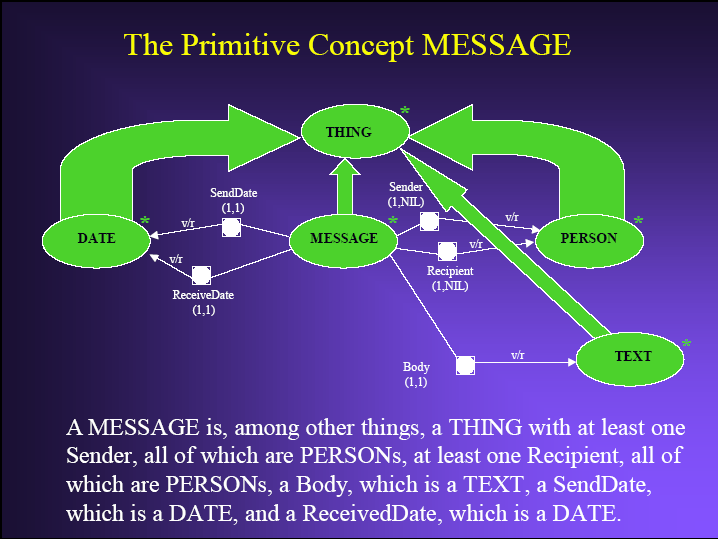 The Primitive Concept MESSAGE
*
THING
SendDate
(1,1)
Sender
(1,NIL)
*
v/r
*
v/r
*
DATE
MESSAGE
v/r
PERSON
v/r
Recipient
(1,NIL)
ReceiveDate
(1,1)
*
v/r
TEXT
Body
(1,1)
A MESSAGE is, among other things, a THING with at least one
Sender, all of which are PERSONs, at least one Recipient, all of
which are PERSONs, a Body, which is a TEXT, a SendDate,
which is a DATE, and a ReceivedDate, which is a DATE.